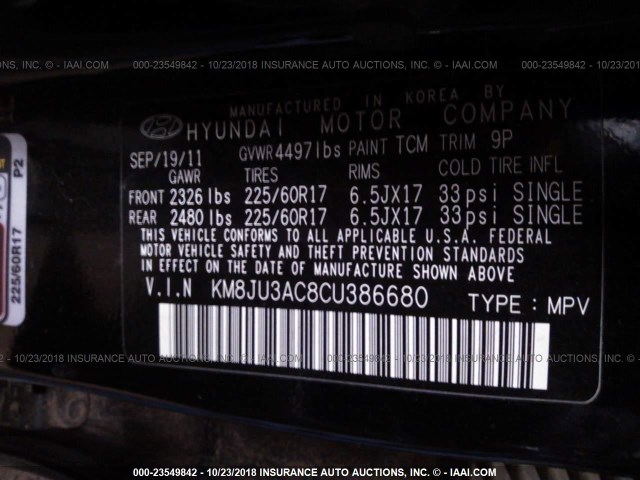 000-23549842 - 10/23/2018 INSURANCE AUTO AUCTIONS, INC. - © IAAI.COM
MANUFACTURED IN KOREA BY
HYUNDAI MOTOR COMPANY
SEP/19/11 GVWR 4497lbs PAINT TCM TRIM 9P
GAWR TIRES RIMS COLD TIRE INFL
FRONT 2326 lbs 225/60R17 6.5JX17 33psi SINGLE
REAR 2480 lbs 225/60R17 6.5JX17 33psi SINGLE
THIS VEHICLE CONFORMS TO ALL APPLICABLE U.S.A. FEDERAL
MOTOR VEHICLE SAFETY AND THEFT PREVENTION
STANDARDS IN EFFECT ON THE DATE OF MANUFACTURE SHOWN ABOVE
V.I.N KM8JU3AC8CU386680 TYPE : MPV
225/60R17 P2
000-23549842 - 10/23/2018 INSURANCE AUTO AUCTIONS, INC. - © IAAI.COM
000-23549842 - 10/23/2018 INSURANCE AUTO AUCTIONS, INC. - © IAAI.COM